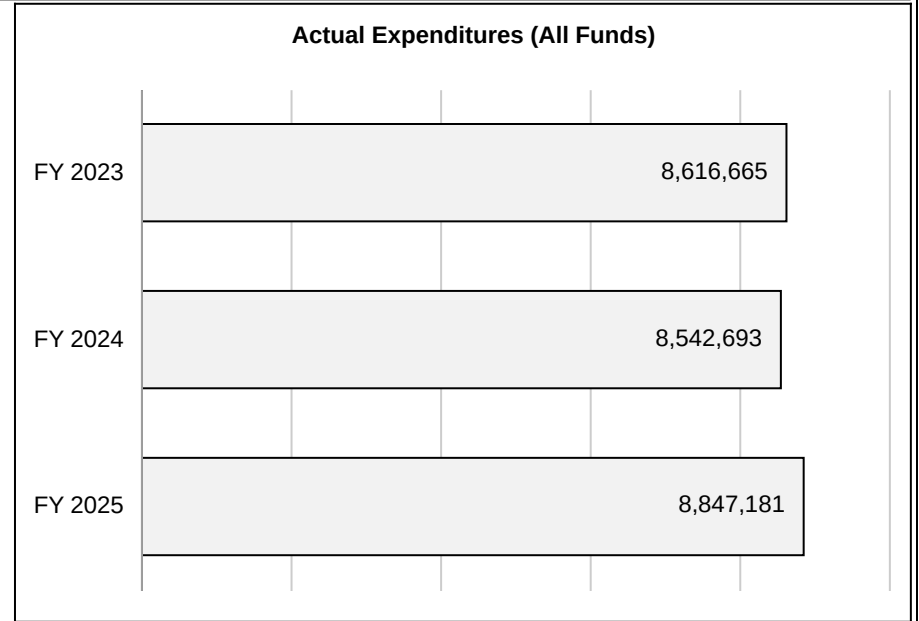 Actual Expenditures (All Funds)
FY 2023 8,616,665
FY 2024 8,542,693
FY 2025 8,847,181